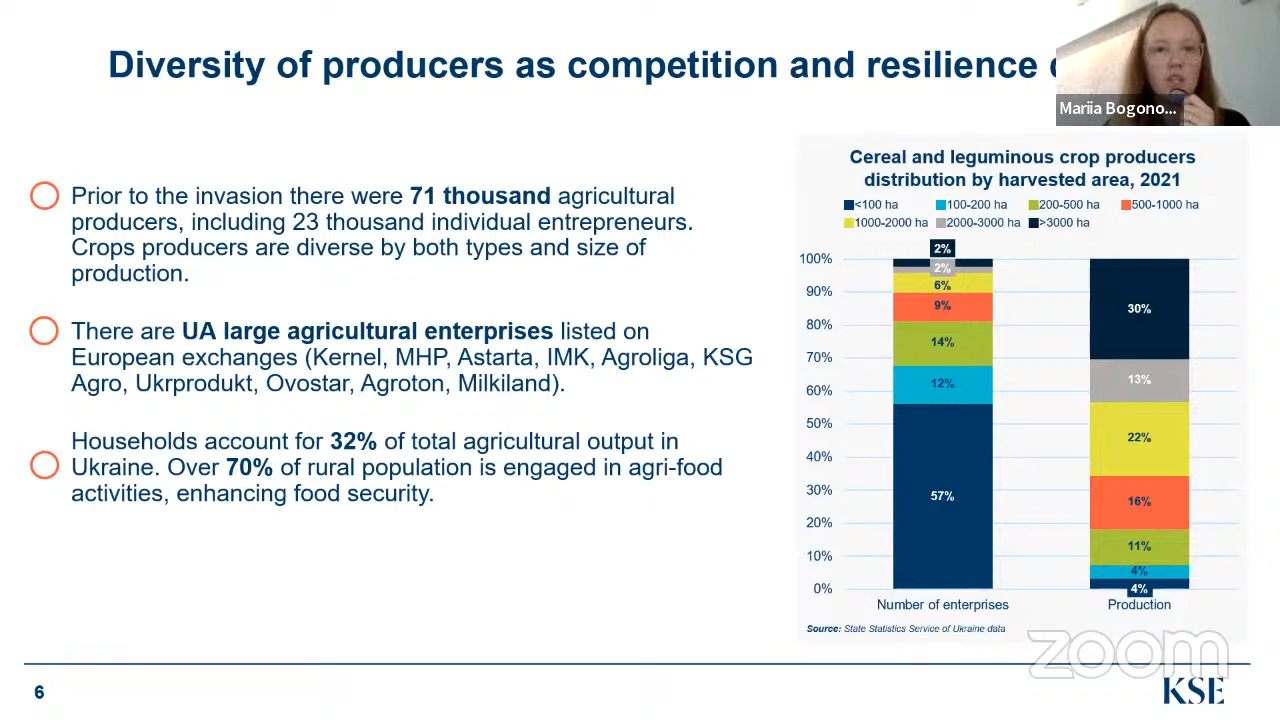 Diversity of producers as competition and resilience
Mariia Bogono...
Prior to the invasion there were 71 thousand agricultural
producers, including 23 thousand individual entrepreneurs.
Crops producers are diverse by both types and size of
production.
There are UA large agricultural enterprises listed on
European exchanges (Kernel, MHP, Astarta, IMK, Agroliga, KSG
Agro, Ukrprodukt, Ovostar, Agroton, Milkiland).
Households account for 32% of total agricultural output in
Ukraine. Over 70% of rural population is engaged in agri-food
activities, enhancing food security.
Cereal and leguminous crop producers
distribution by harvested area, 2021
<100 ha 100-200 ha 200-500 ha 500-1000 ha
1000-2000 ha 2000-3000 ha >3000 ha
100%
90%
80%
70%
60%
50%
40%
30%
20%
10%
0%
2%
2%
6%
9%
14%
12%
57%
30%
13%
22%
16%
11%
4%
4%
Number of enterprises Production
Source: State Statistics Service of Ukraine data
zoom
6
KSE